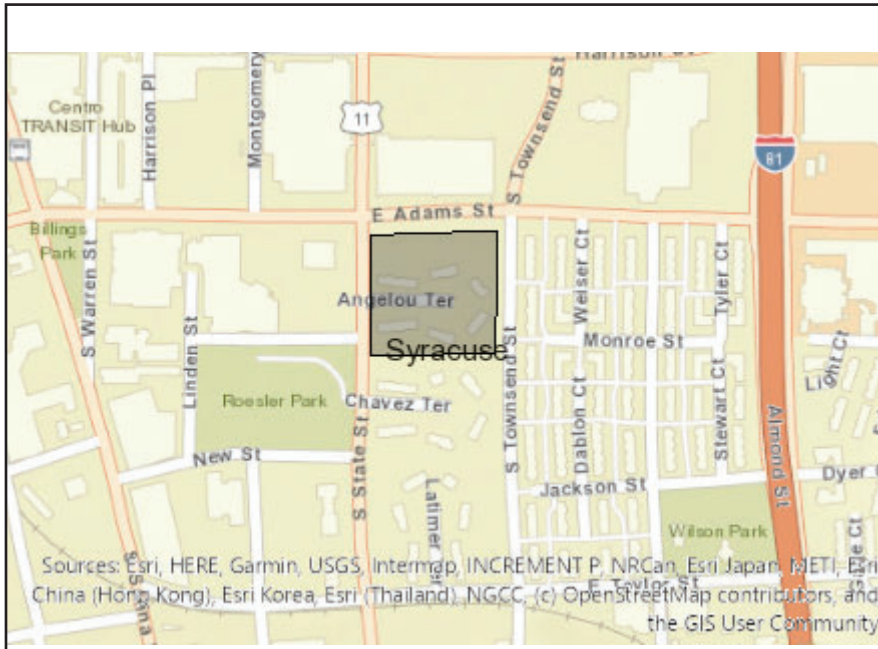 Harrison Pl
Montgomery
Centro
TRANSIT Hub
11
S Townsend St
81
E Adams St
Billings
Park
S Warren St
Linden St
Angelou Ter
Syracuse
Monroe St
Weiser Ct
Tyler Ct
Roesler Park
Chavez Ter
S State St
S Townsend St
Dablon Ct
Stewart Ct
Almond St
New St
Latimer Ter
Jackson St
Dyer
Wilson Park
E Taylor St
Sources: Esri, HERE, Garmin, USGS, Intermap, INCREMENT P, NRCan, Esri Japan, METI, Esri
China (Hong Kong), Esri Korea, Esri (Thailand), NGCC, (c) OpenStreetMap contributors, and
the GIS User Community